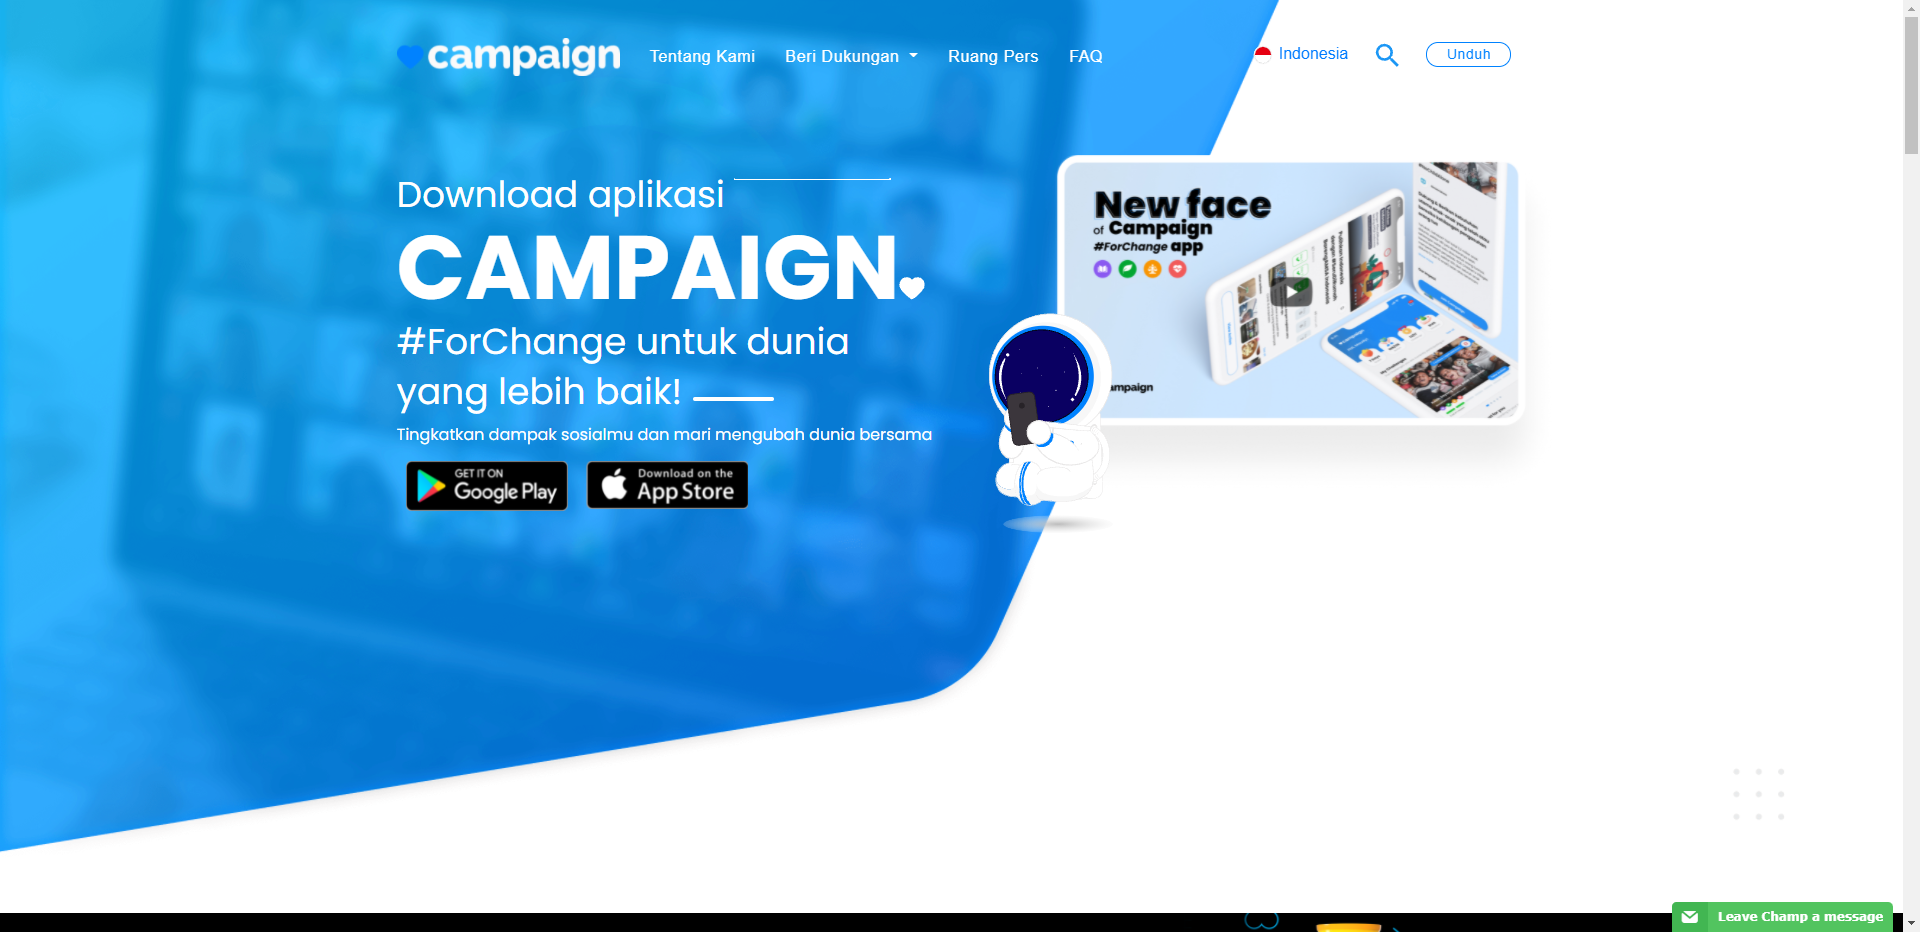 campaign
Tentang Kami
Beri Dukungan
Ruang Pers
FAQ
Indonesia
Unduh
Download aplikasi
CAMPAIGN
#ForChange untuk dunia
yang lebih baik!
Tingkatkan dampak sosialmu dan mari mengubah dunia bersama
GET IT ON
Google Play
Download on the
App Store
New face
of Campaign
#ForChange app
Leave Champ a message